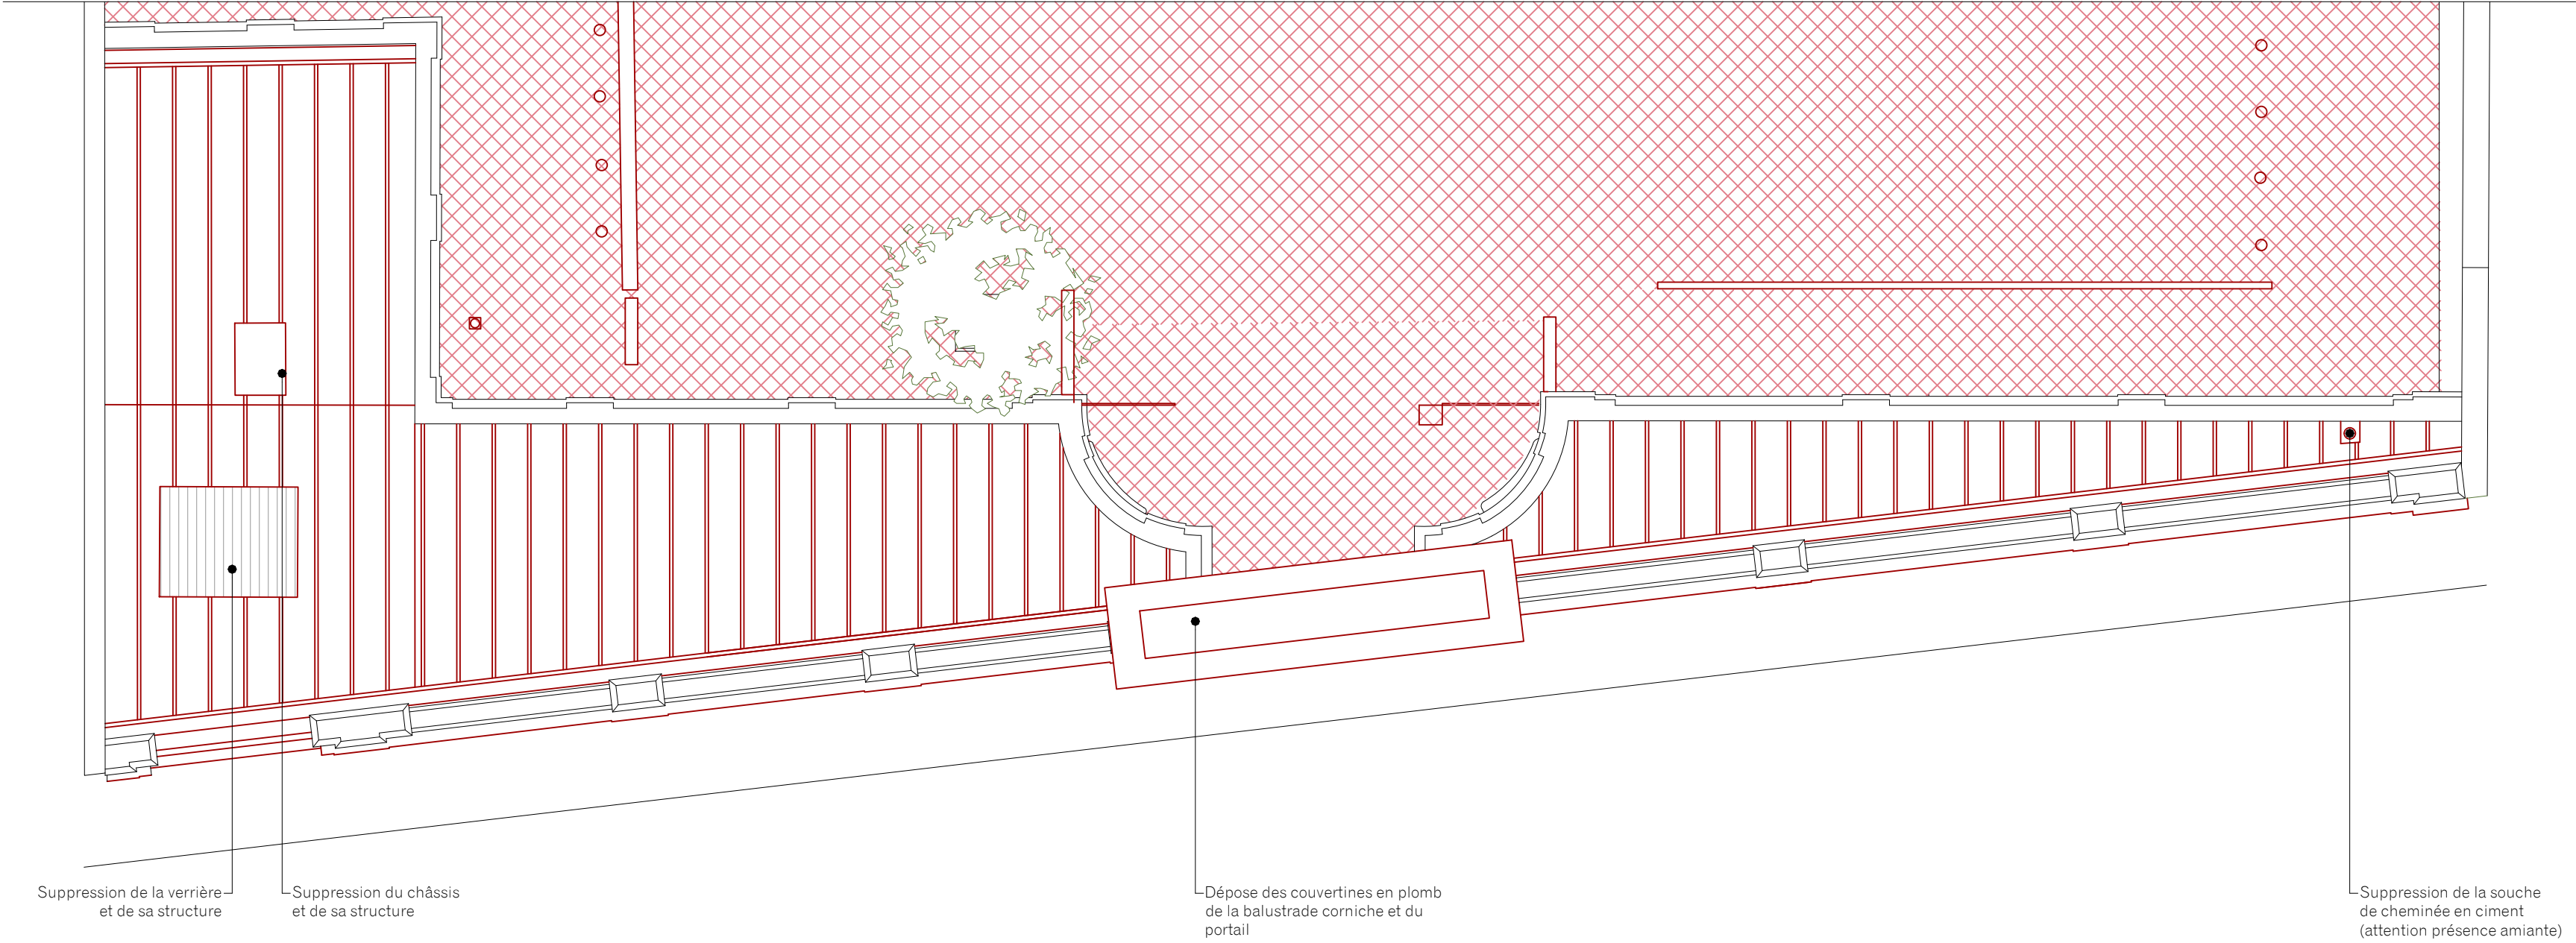 Suppression de la verrière
et de sa structure
Suppression du châssis
et de sa structure
Dépose des couvertines en plomb
de la balustrade corniche et du
portail
Suppression de la souche
de cheminée en ciment
(attention présence amiante)